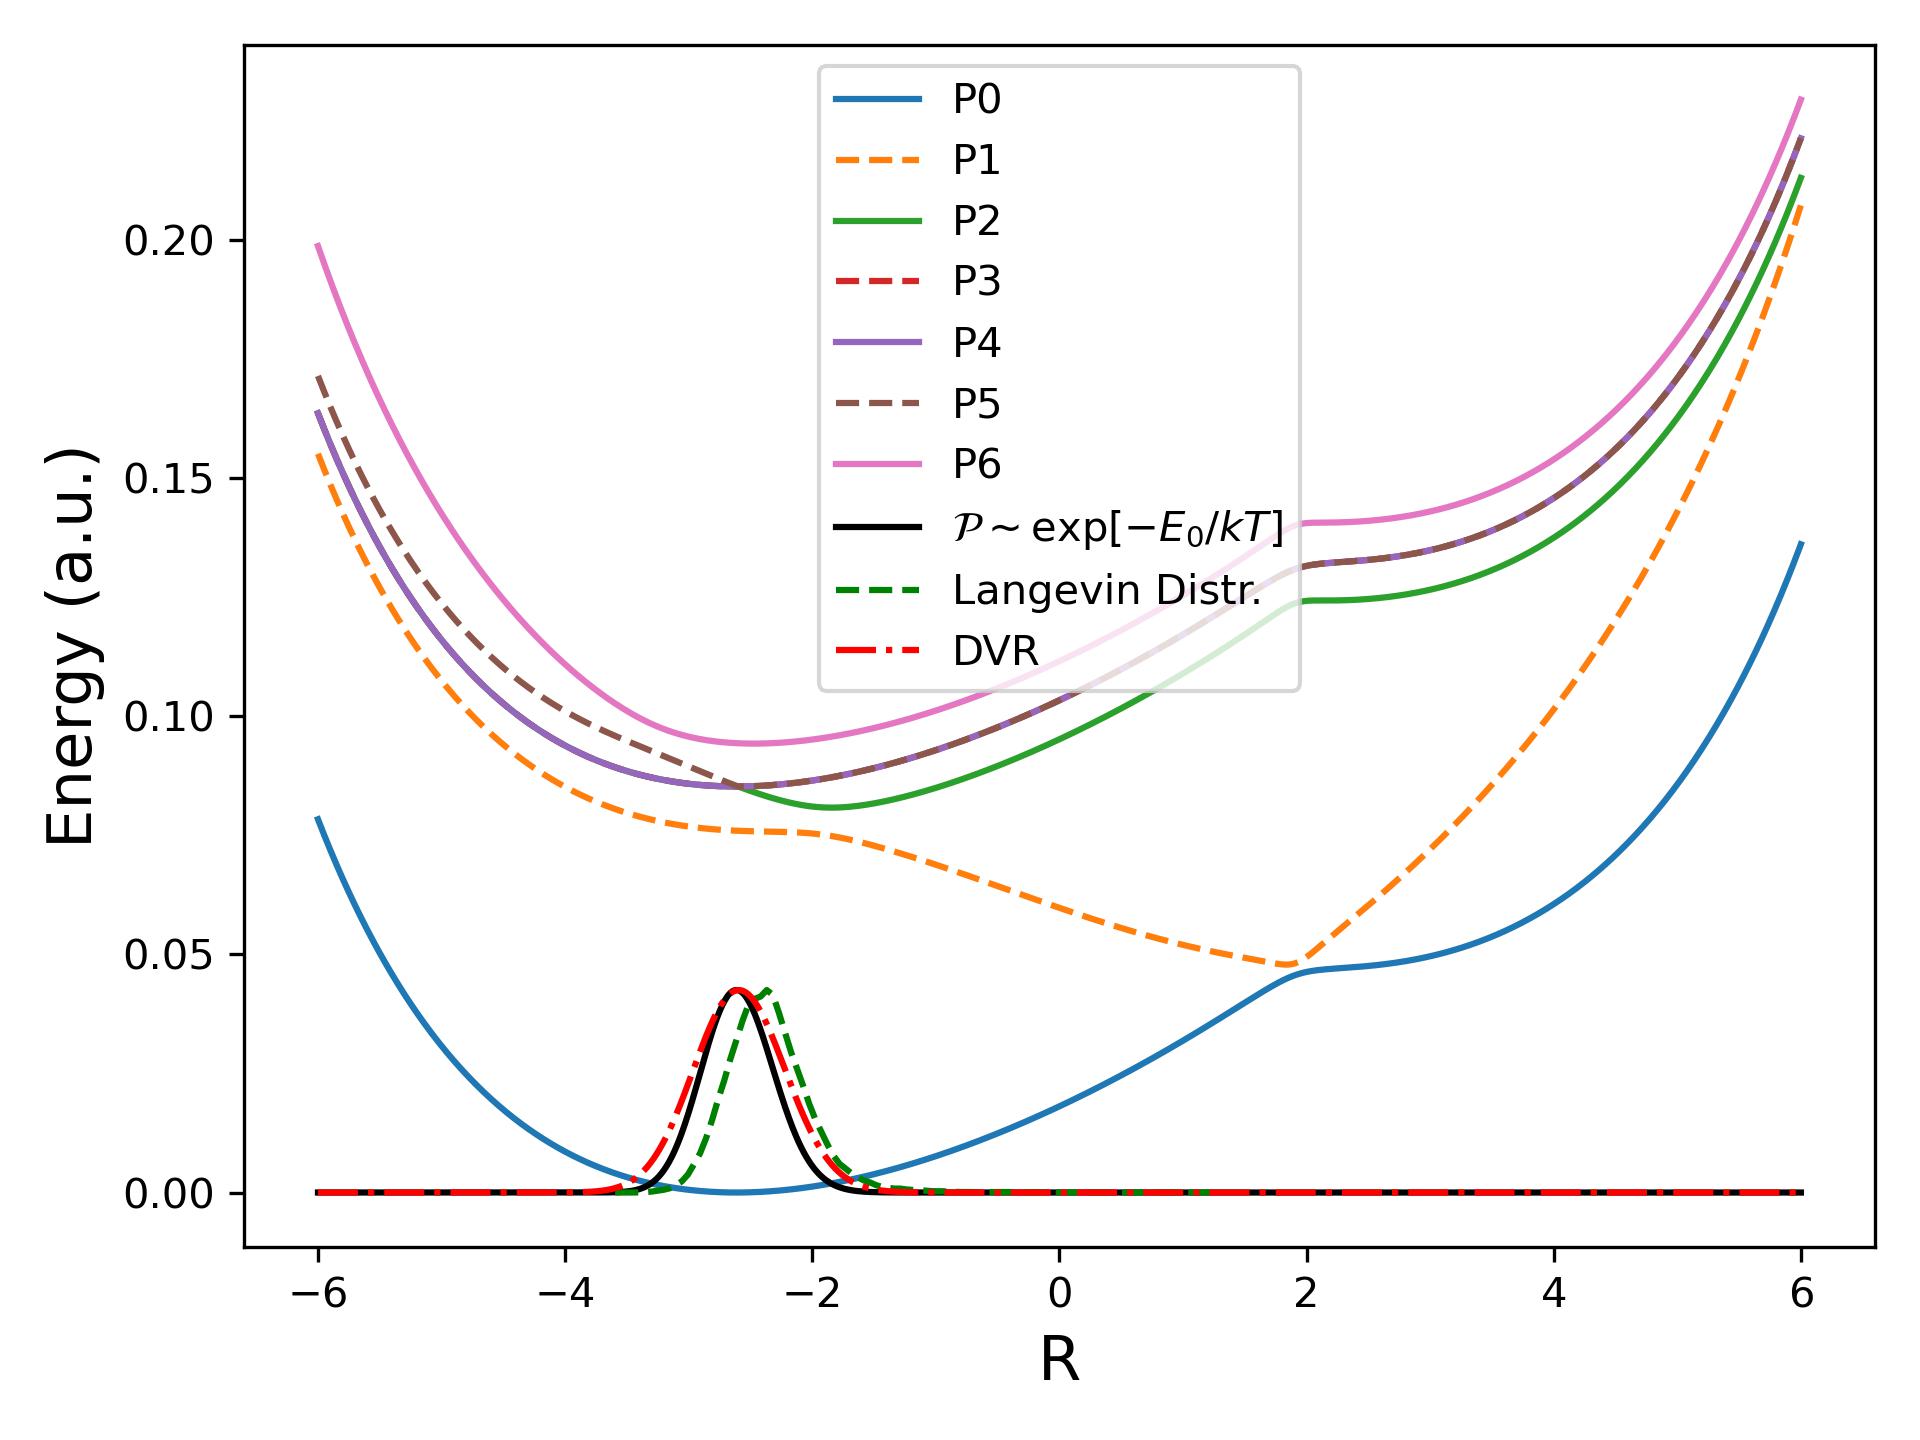 P0
P1
P2
P3
P4
P5
P6
𝒫 ~ exp[−E₀/kT]
Langevin Distr.
DVR
Energy (a.u.)
0.20
0.15
0.10
0.05
0.00
−6 −4 −2 0 2 4 6
R